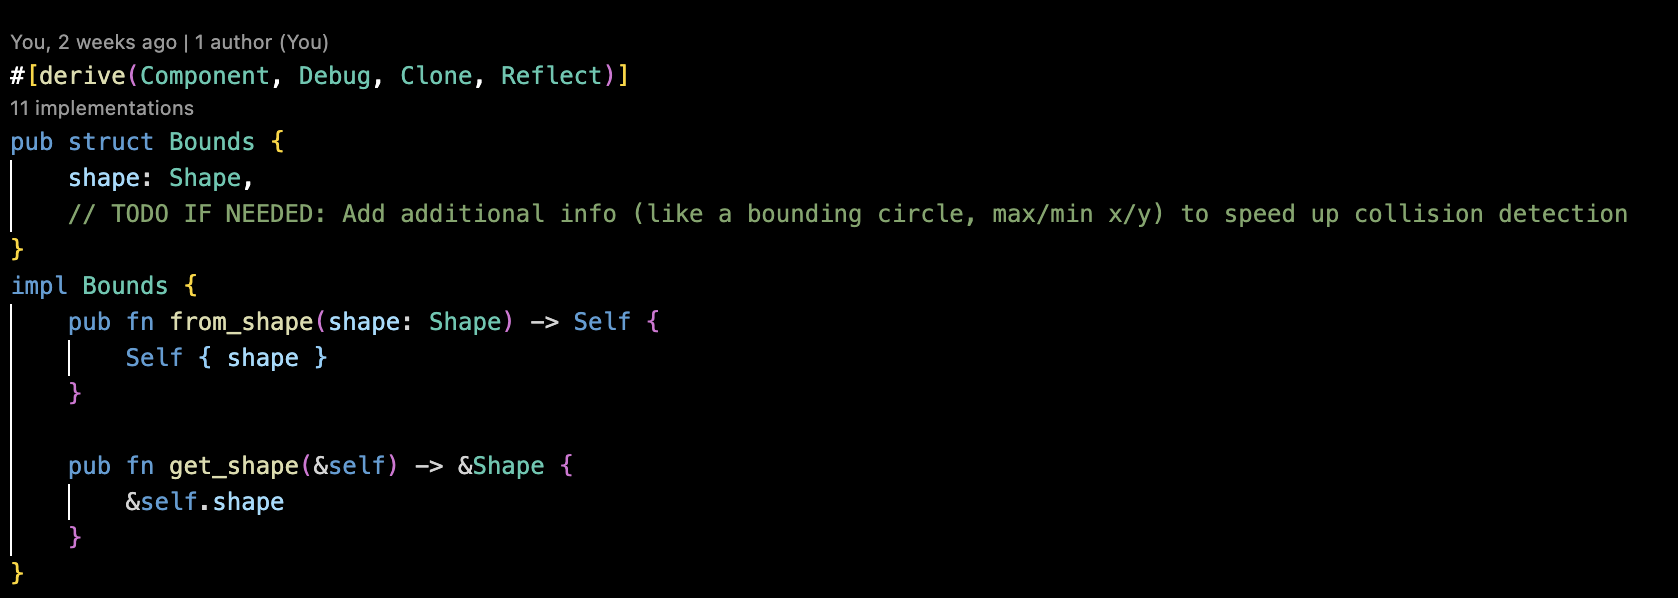 You, 2 weeks ago | 1 author (You)
#[derive(Component, Debug, Clone, Reflect)]
11 implementations
pub struct Bounds {
    shape: Shape,
    // TODO IF NEEDED: Add additional info (like a bounding circle, max/min x/y) to speed up collision detection
}
impl Bounds {
    pub fn from_shape(shape: Shape) -> Self {
        Self { shape }
    }

    pub fn get_shape(&self) -> &Shape {
        &self.shape
    }
}